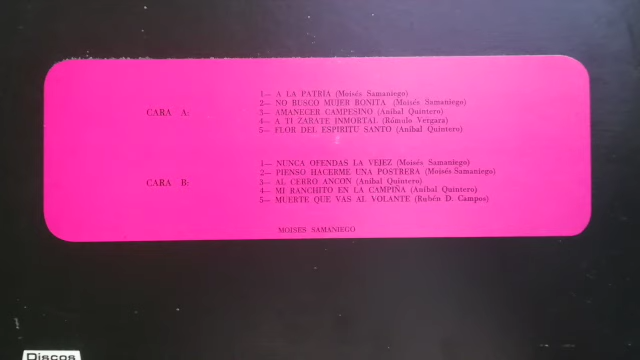 CARA A:
1— A LA PATRIA (Moisés Samaniego)
2— NO BUSCO MUJER BONITA (Moisés Samaniego)
3— AMANECER CAMPESINO (Aníbal Quintero)
4— A TI ZARATE INMORTAL (Rómulo Vergara)
5— FLOR DEL ESPIRITU SANTO (Aníbal Quintero)
CARA B:
1— NUNCA OFENDAS LA VEJEZ (Moisés Samaniego)
2— PIENSO HACERME UNA POSTRERA (Moisés Samaniego)
3— AL CERRO ANCON (Aníbal Quintero)
4— MI RANCHITO EN LA CAMPIÑA (Aníbal Quintero)
5— MUERTE QUE VAS AL VOLANTE (Rubén D. Campos)
MOISES SAMANIEGO
Discos